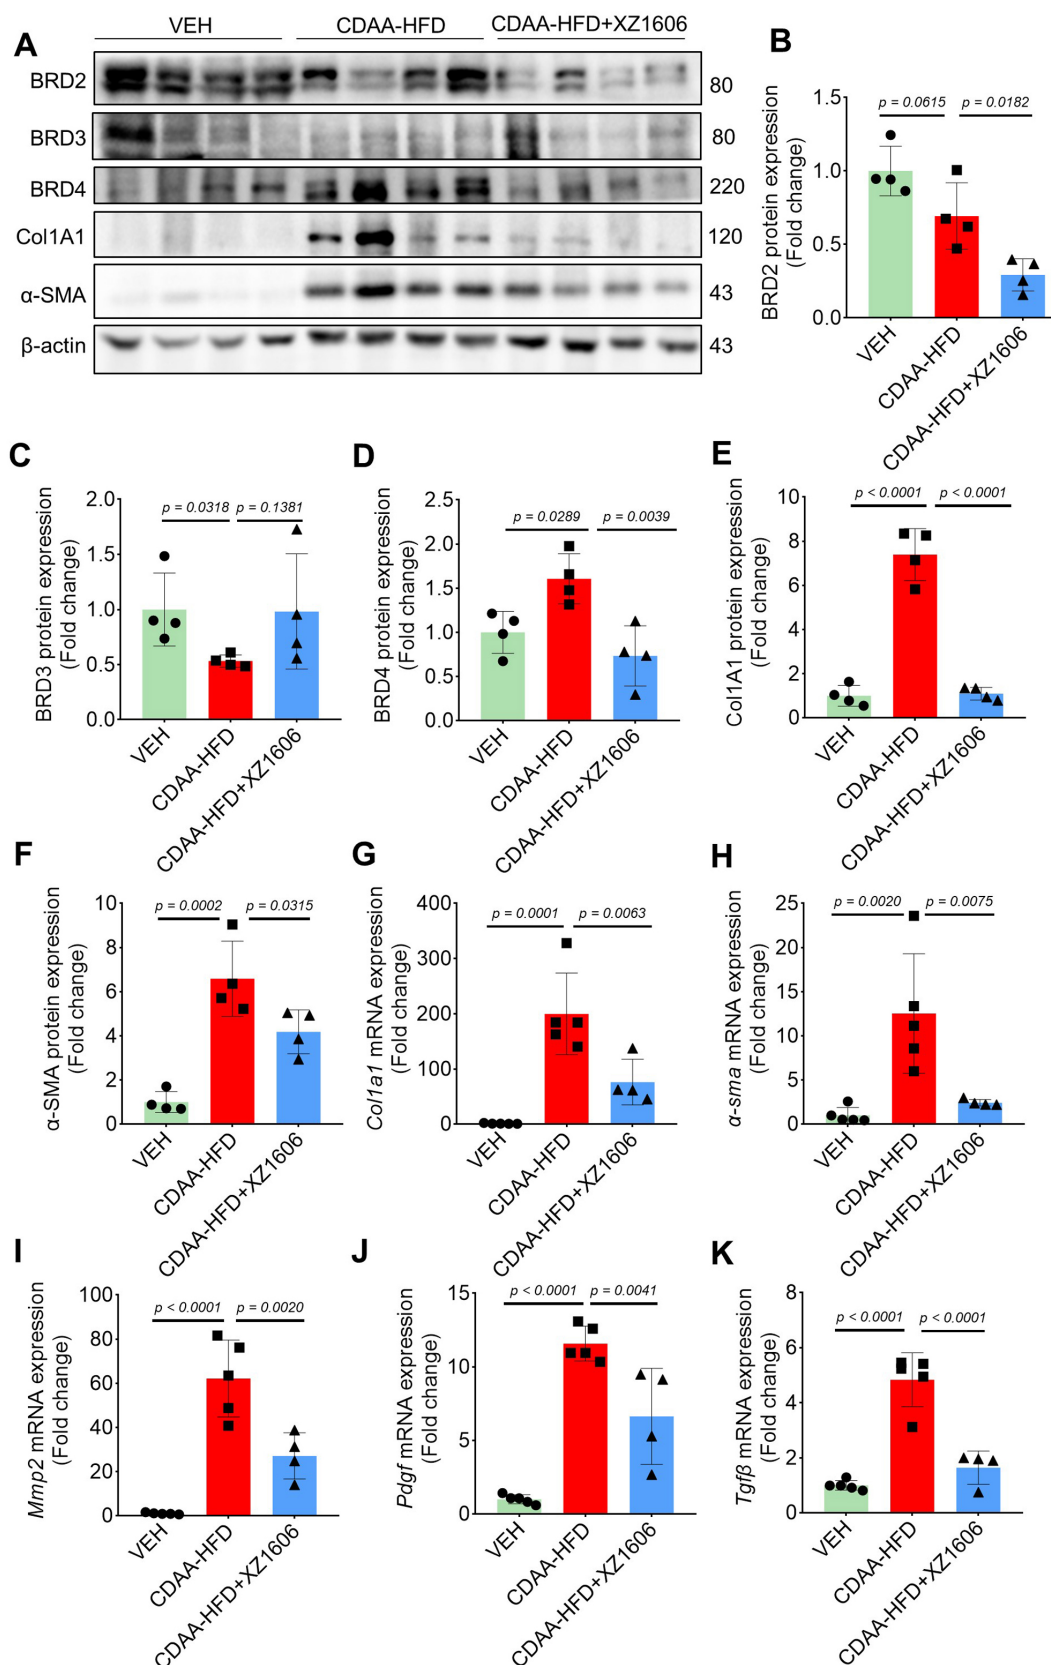 A
VEH
CDAA-HFD
CDAA-HFD+XZ1606
BRD2
80
BRD3
80
BRD4
220
Col1A1
120
α-SMA
43
β-actin
43
B
BRD2 protein expression
(Fold change)
1.5
1.0
0.5
0.0
p = 0.0615
p = 0.0182
VEH
CDAA-HFD
CDAA-HFD+XZ1606
C
BRD3 protein expression
(Fold change)
2.0
1.5
1.0
0.5
0.0
p = 0.0318
p = 0.1381
VEH
CDAA-HFD
CDAA-HFD+XZ1606
D
BRD4 protein expression
(Fold change)
2.5
2.0
1.5
1.0
0.5
0.0
p = 0.0289
p = 0.0039
VEH
CDAA-HFD
CDAA-HFD+XZ1606
E
Col1A1 protein expression
(Fold change)
10
8
6
4
2
0
p < 0.0001
p < 0.0001
VEH
CDAA-HFD
CDAA-HFD+XZ1606
F
α-SMA protein expression
(Fold change)
10
8
6
4
2
0
p = 0.0002
p = 0.0315
VEH
CDAA-HFD
CDAA-HFD+XZ1606
G
Col1a1 mRNA expression
(Fold change)
400
300
200
100
0
p = 0.0001
p = 0.0063
VEH
CDAA-HFD
CDAA-HFD+XZ1606
H
α-sma mRNA expression
(Fold change)
25
20
15
10
5
0
p = 0.0020
p = 0.0075
VEH
CDAA-HFD
CDAA-HFD+XZ1606
I
Mmp2 mRNA expression
(Fold change)
100
80
60
40
20
0
p < 0.0001
p = 0.0020
VEH
CDAA-HFD
CDAA-HFD+XZ1606
J
Pdgf mRNA expression
(Fold change)
15
10
5
0
p < 0.0001
p = 0.0041
VEH
CDAA-HFD
CDAA-HFD+XZ1606
K
Tgfβ mRNA expression
(Fold change)
8
6
4
2
0
p < 0.0001
p < 0.0001
VEH
CDAA-HFD
CDAA-HFD+XZ1606